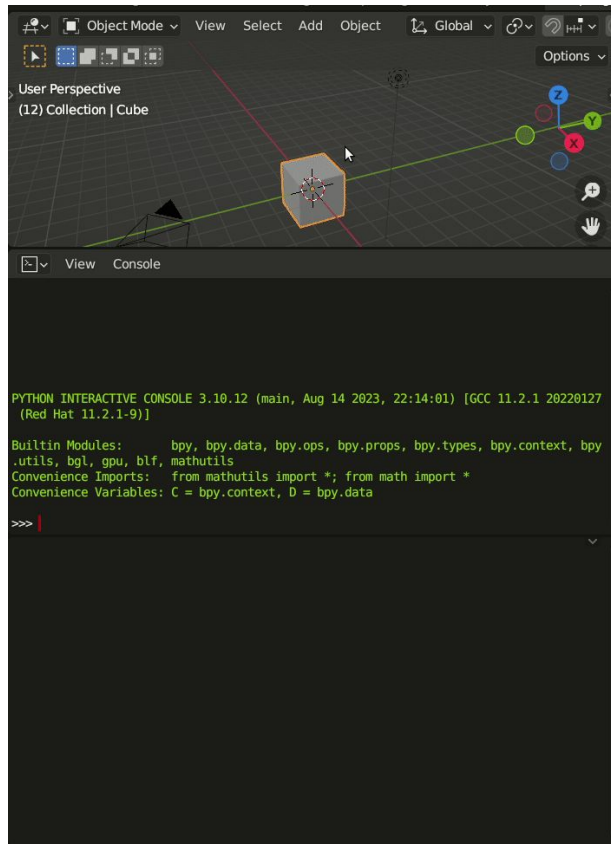 Object Mode View Select Add Object Global
Options
User Perspective
(12) Collection | Cube
Z
Y
X
View Console
PYTHON INTERACTIVE CONSOLE 3.10.12 (main, Aug 14 2023, 22:14:01) [GCC 11.2.1 20220127
(Red Hat 11.2.1-9)]
Builtin Modules: bpy, bpy.data, bpy.ops, bpy.props, bpy.types, bpy.context, bpy
.utils, bgl, gpu, blf, mathutils
Convenience Imports: from mathutils import *; from math import *
Convenience Variables: C = bpy.context, D = bpy.data
>>>